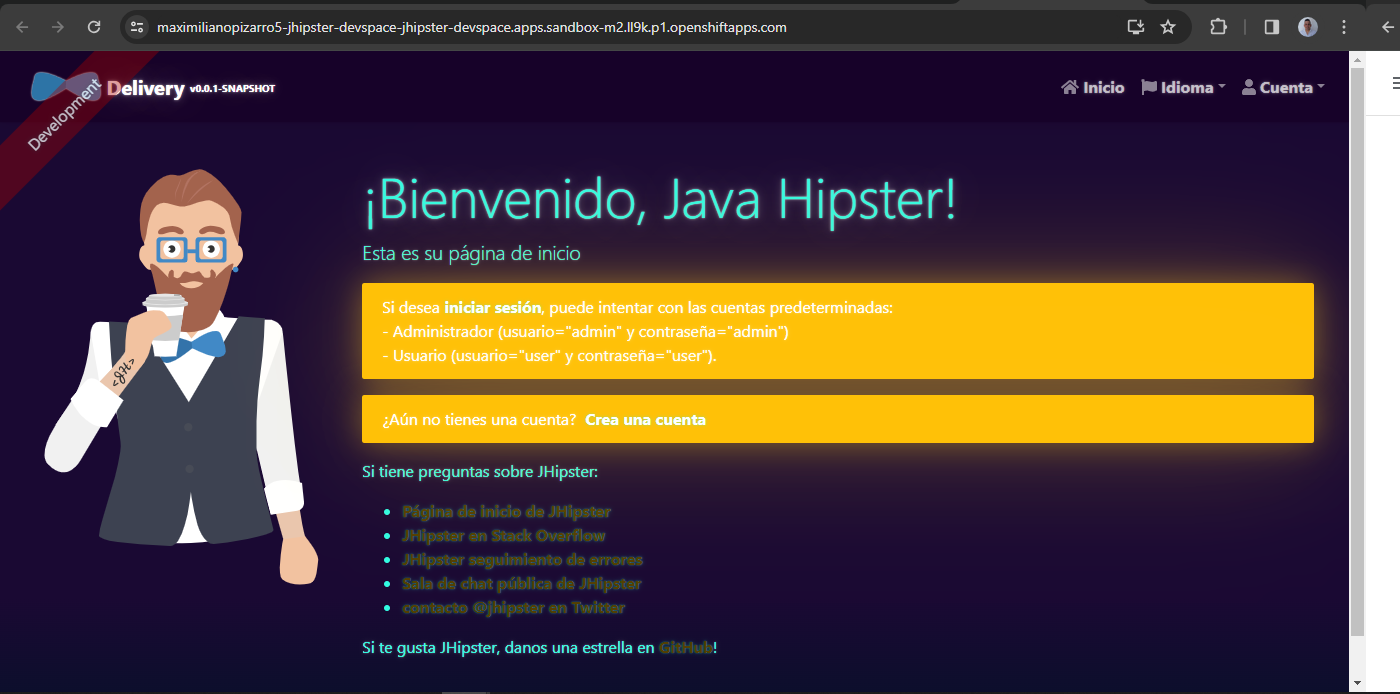 maximilianopizarro5-jhipster-devspace-jhipster-devspace.apps.sandbox-m2.ll9k.p1.openshiftapps.com
Development
Delivery v0.0.1-SNAPSHOT
Inicio
Idioma
Cuenta
¡Bienvenido, Java Hipster!
Esta es su página de inicio
Si desea iniciar sesión, puede intentar con las cuentas predeterminadas:
- Administrador (usuario="admin" y contraseña="admin")
- Usuario (usuario="user" y contraseña="user").
¿Aún no tienes una cuenta? Crea una cuenta
<JH>
Si tiene preguntas sobre JHipster:
Página de inicio de JHipster
JHipster en Stack Overflow
JHipster seguimiento de errores
Sala de chat pública de JHipster
contacto @jhipster en Twitter
Si te gusta JHipster, danos una estrella en GitHub!